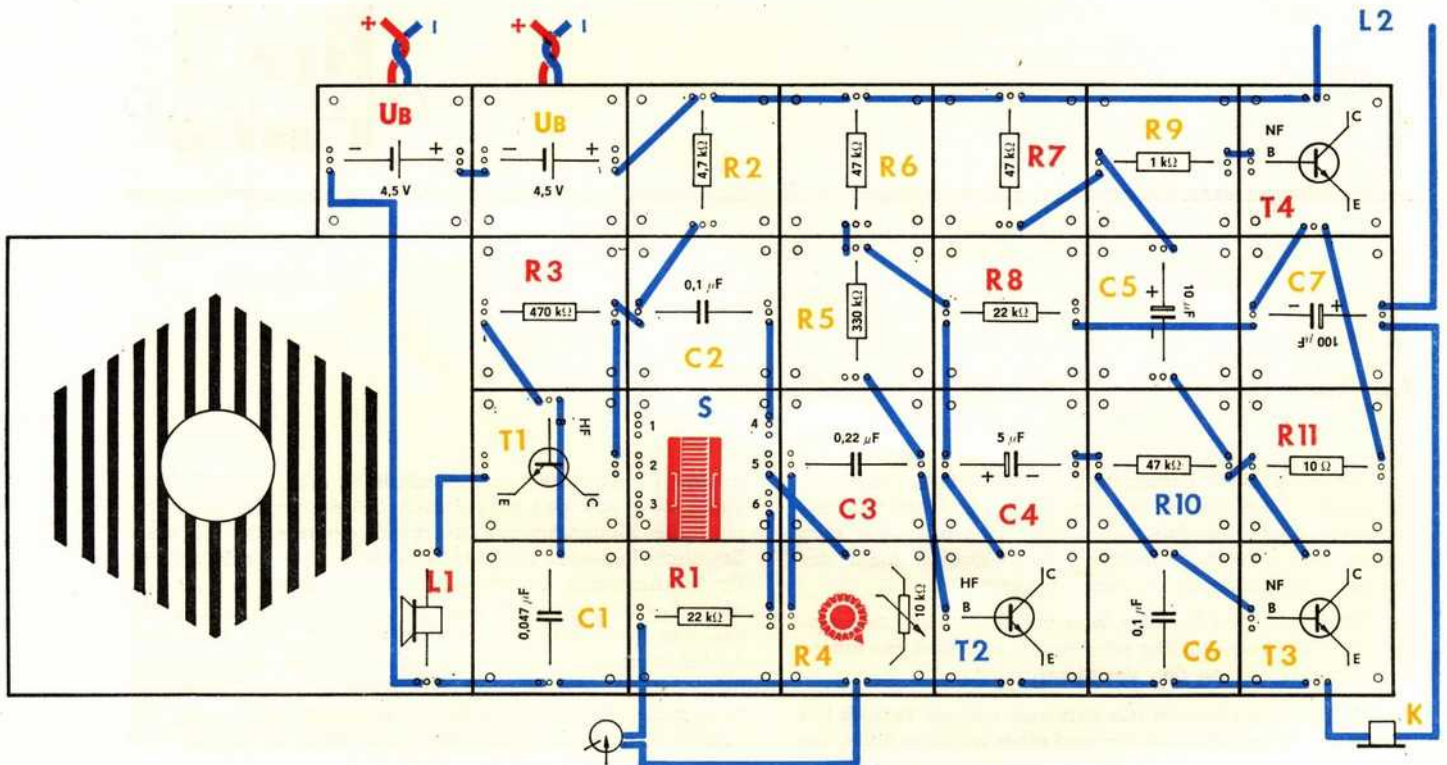 + −
+ −
L2
UB
− +
4,5 V
UB
− +
4,5 V
4,7 kΩ
R2
47 kΩ
R6
47 kΩ
R7
R9
1 kΩ
NF
B
C
E
T4
R3
470 kΩ
0,1 µF
C2
R5
330 kΩ
R8
22 kΩ
C5
+
10 µF
−
C7
− +
100 µF
T1
HF
B
E
C
S
1
2
3
4
5
6
0,22 µF
C3
5 µF
+ −
C4
47 kΩ
R10
R11
10 Ω
L1
0,047 µF
C1
R1
22 kΩ
R4
10 kΩ
HF
B
C
E
T2
0,1 µF
C6
NF
B
C
E
T3
K